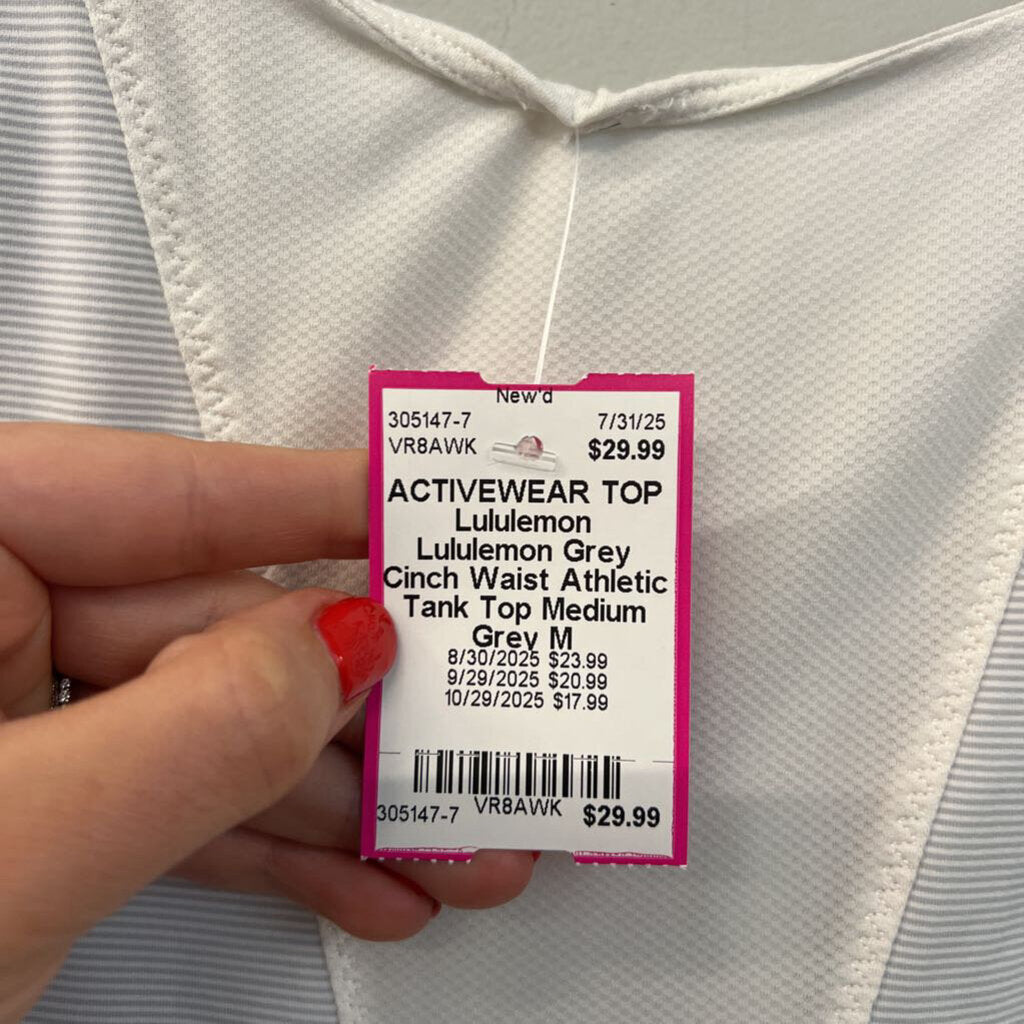 New'd
305147-7 7/31/25
VR8AWK $29.99
ACTIVEWEAR TOP
Lululemon
Lululemon Grey
Cinch Waist Athletic
Tank Top Medium
Grey M
8/30/2025 $23.99
9/29/2025 $20.99
10/29/2025 $17.99
305147-7 VR8AWK $29.99